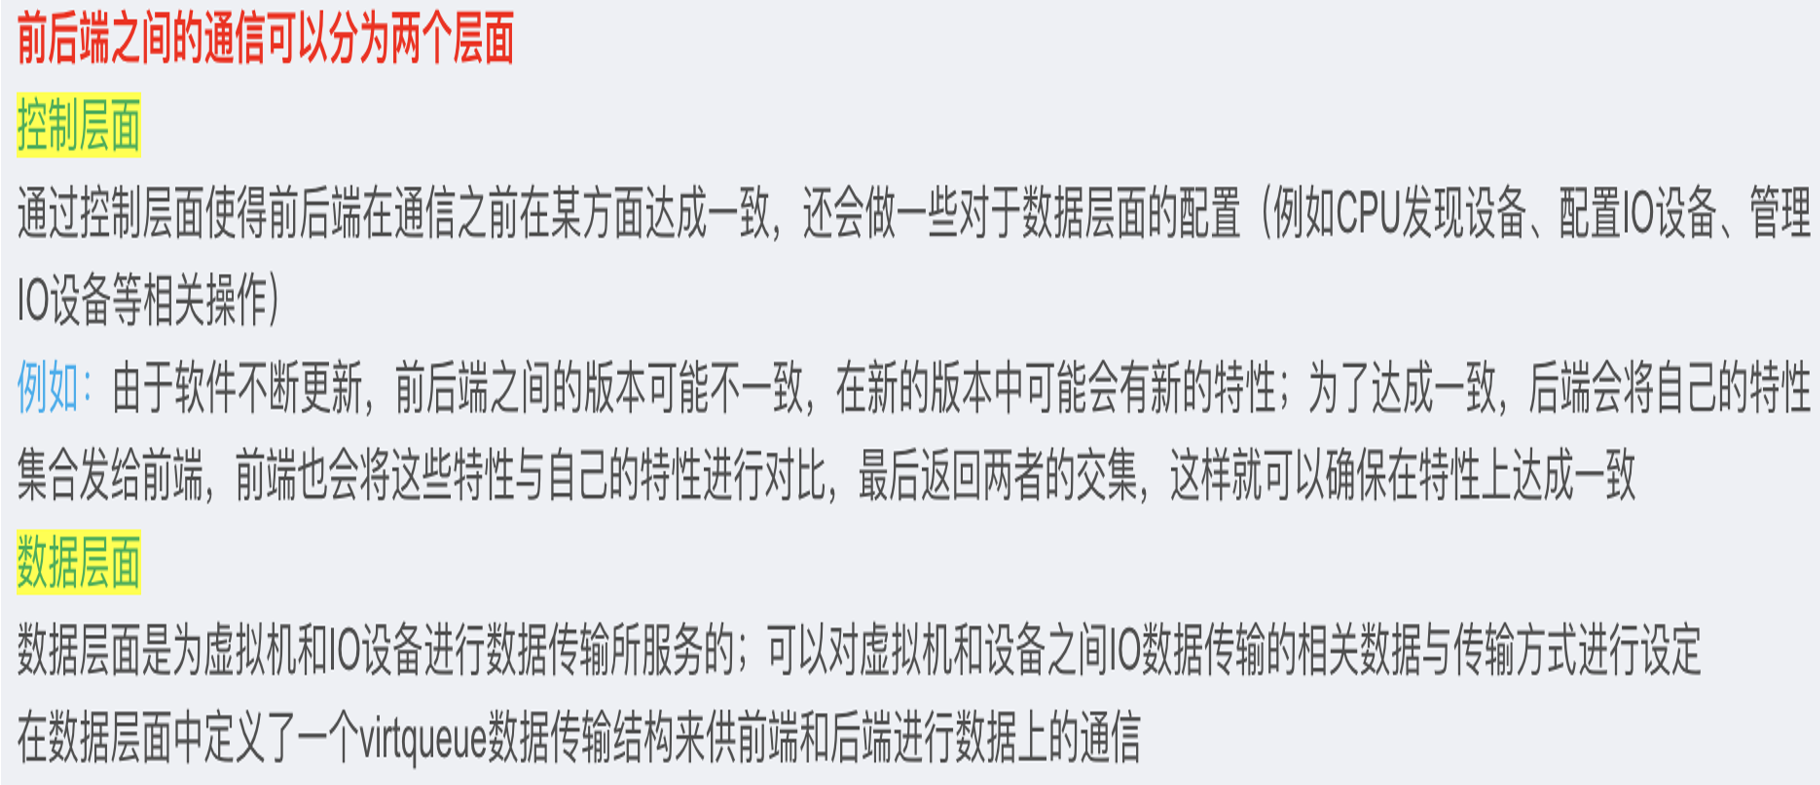 前后端之间的通信可以分为两个层面
控制层面
通过控制层面使得前后端在通信之前在某方面达成一致，还会做一些对于数据层面的配置（例如CPU发现设备、配置IO设备、管理
IO设备等相关操作）
例如：由于软件不断更新，前后端之间的版本可能不一致，在新的版本中可能会有新的特性；为了达成一致，后端会将自己的特性
集合发给前端，前端也会将这些特性与自己的特性进行对比，最后返回两者的交集，这样就可以确保在特性上达成一致
数据层面
数据层面是为虚拟机和IO设备进行数据传输所服务的；可以对虚拟机和设备之间IO数据传输的相关数据与传输方式进行设定
在数据层面中定义了一个virtqueue数据传输结构来供前端和后端进行数据上的通信